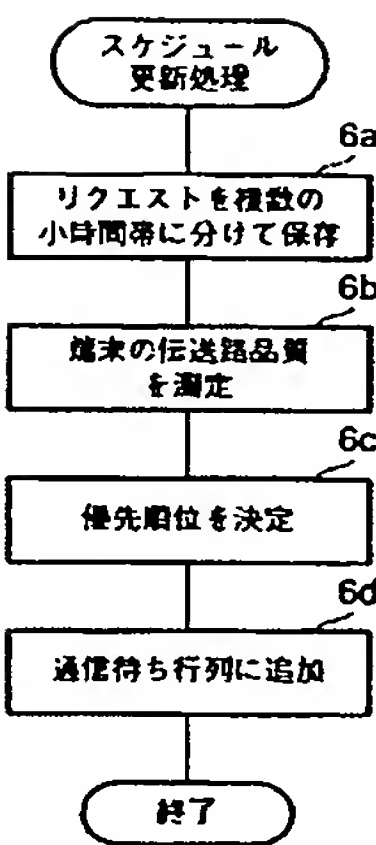 スケジュール
更新処理
6a
リクエストを複数の
小時間帯に分けて保存
6b
端末の伝送路品質
を測定
6c
優先順位を決定
6d
通信待ち行列に追加
終了